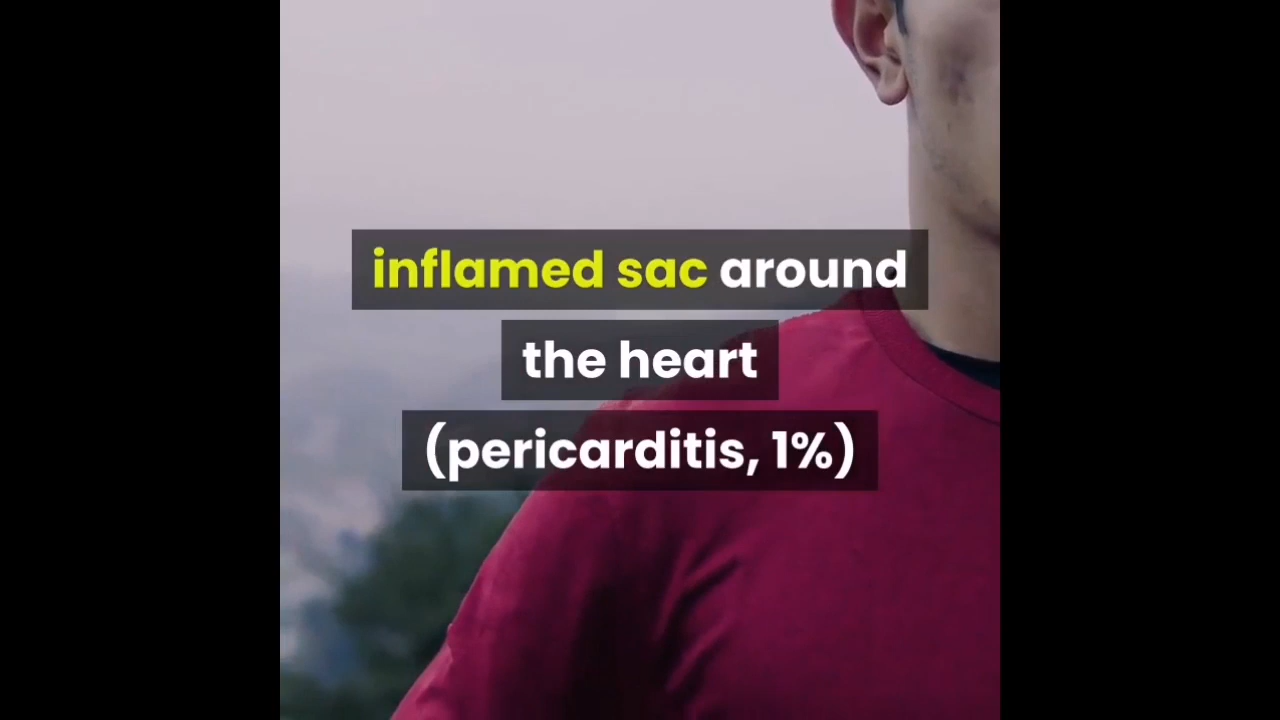 inflamed sac around
the heart
(pericarditis, 1%)